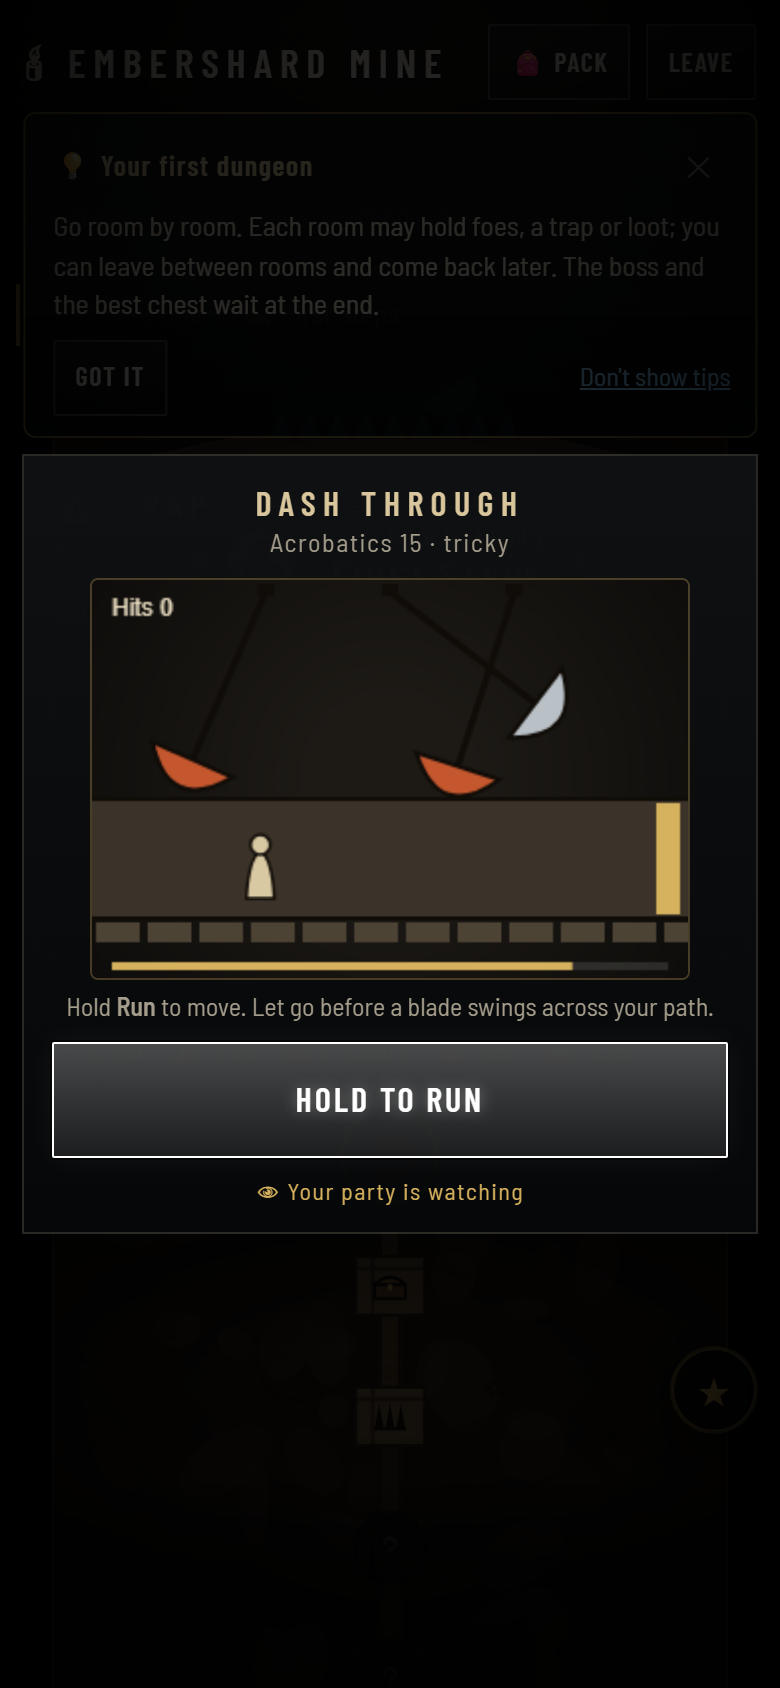 EMBERSHARD MINE
PACK
LEAVE
Your first dungeon
Go room by room. Each room may hold foes, a trap or loot; you
can leave between rooms and come back later. The boss and
the best chest wait at the end.
GOT IT
Don't show tips
DASH THROUGH
Acrobatics 15 · tricky
Hits 0
Hold Run to move. Let go before a blade swings across your path.
HOLD TO RUN
Your party is watching
?
?